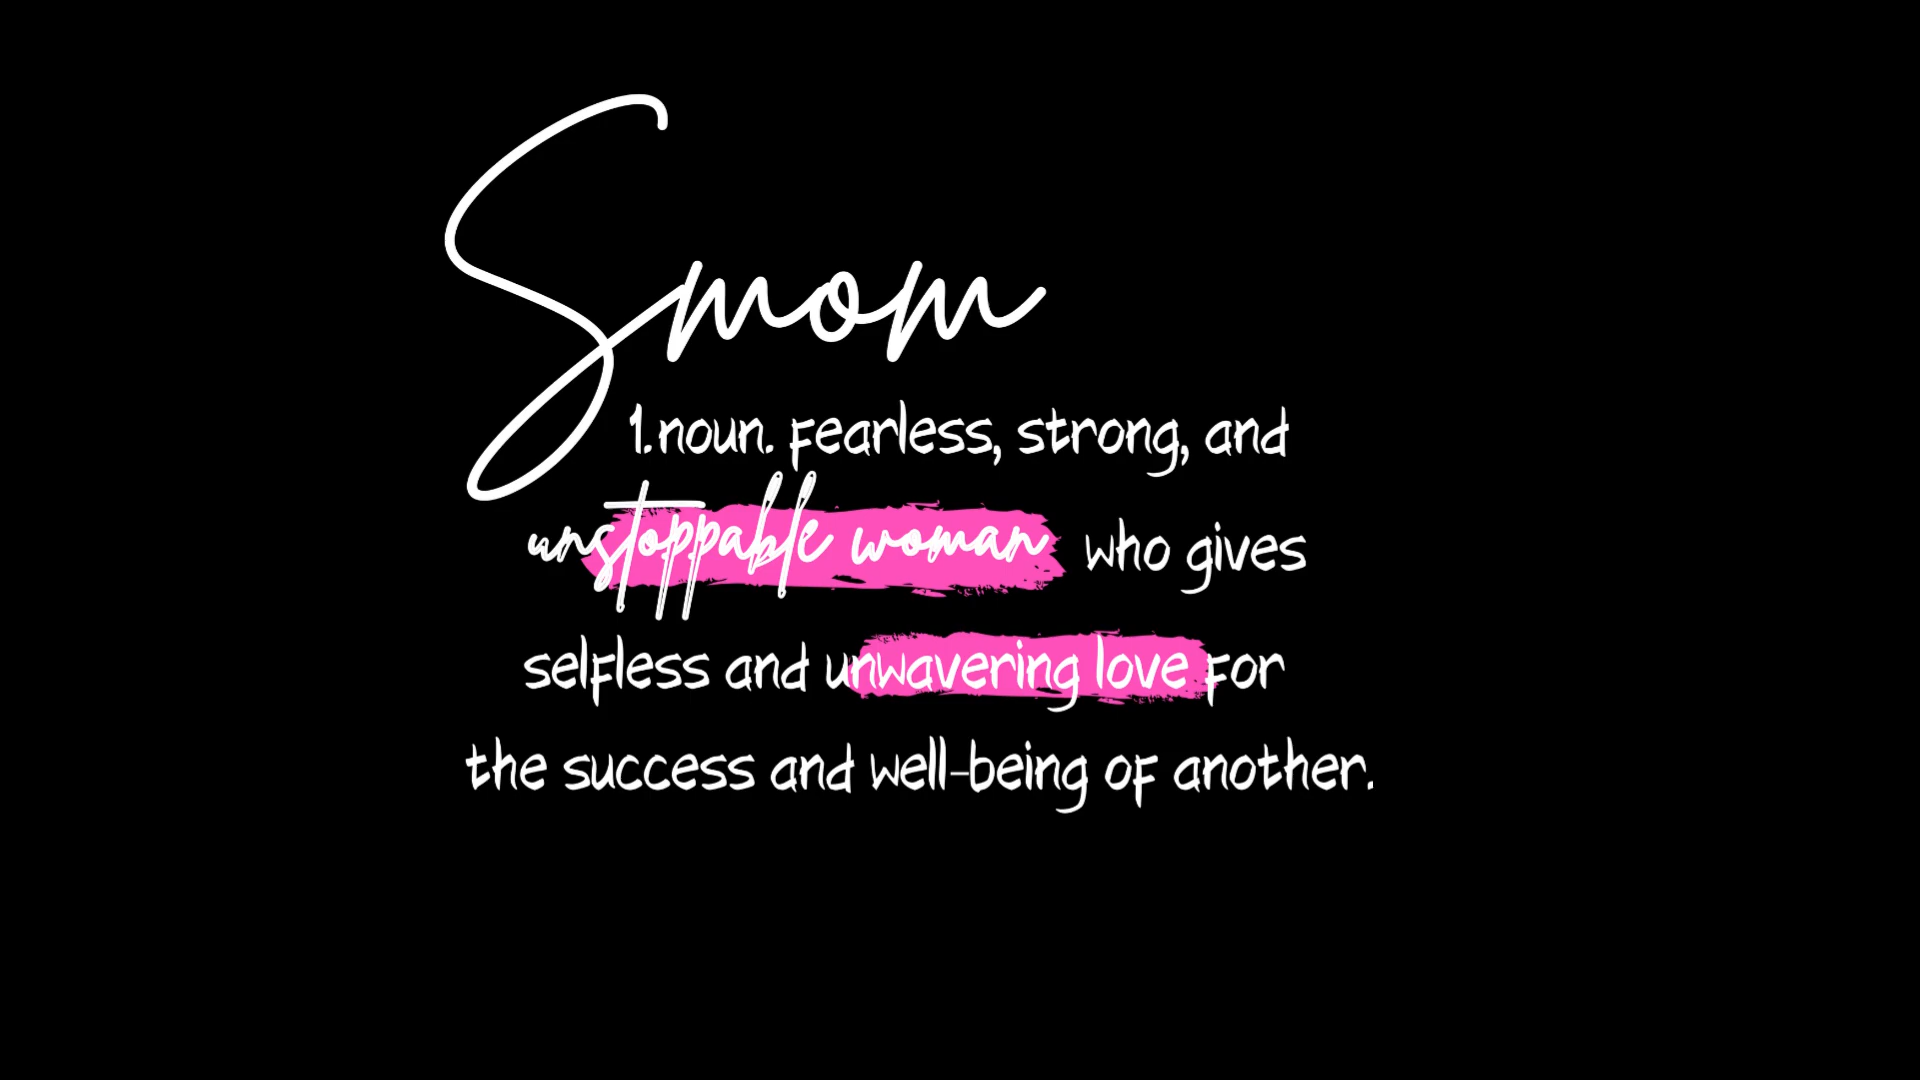 Smom
1.noun. fearless, strong, and
unstoppable woman who gives
selfless and unwavering love for
the success and well-being of another.